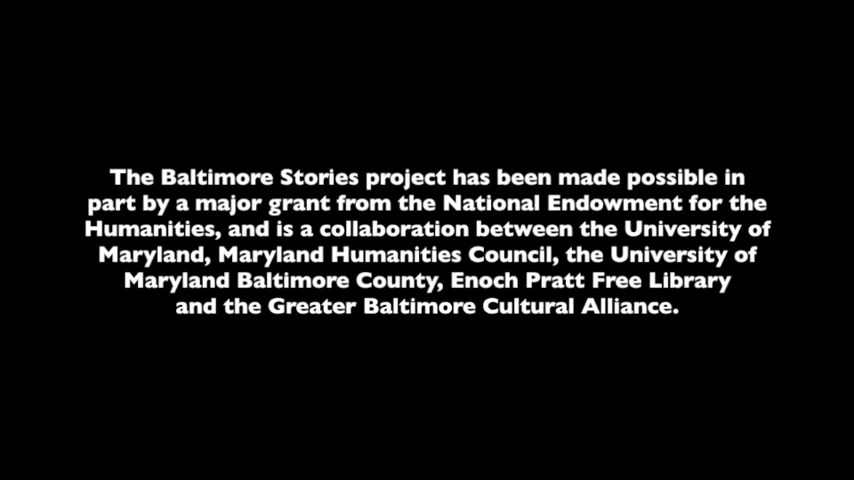 The Baltimore Stories project has been made possible in
part by a major grant from the National Endowment for the
Humanities, and is a collaboration between the University of
Maryland, Maryland Humanities Council, the University of
Maryland Baltimore County, Enoch Pratt Free Library
and the Greater Baltimore Cultural Alliance.